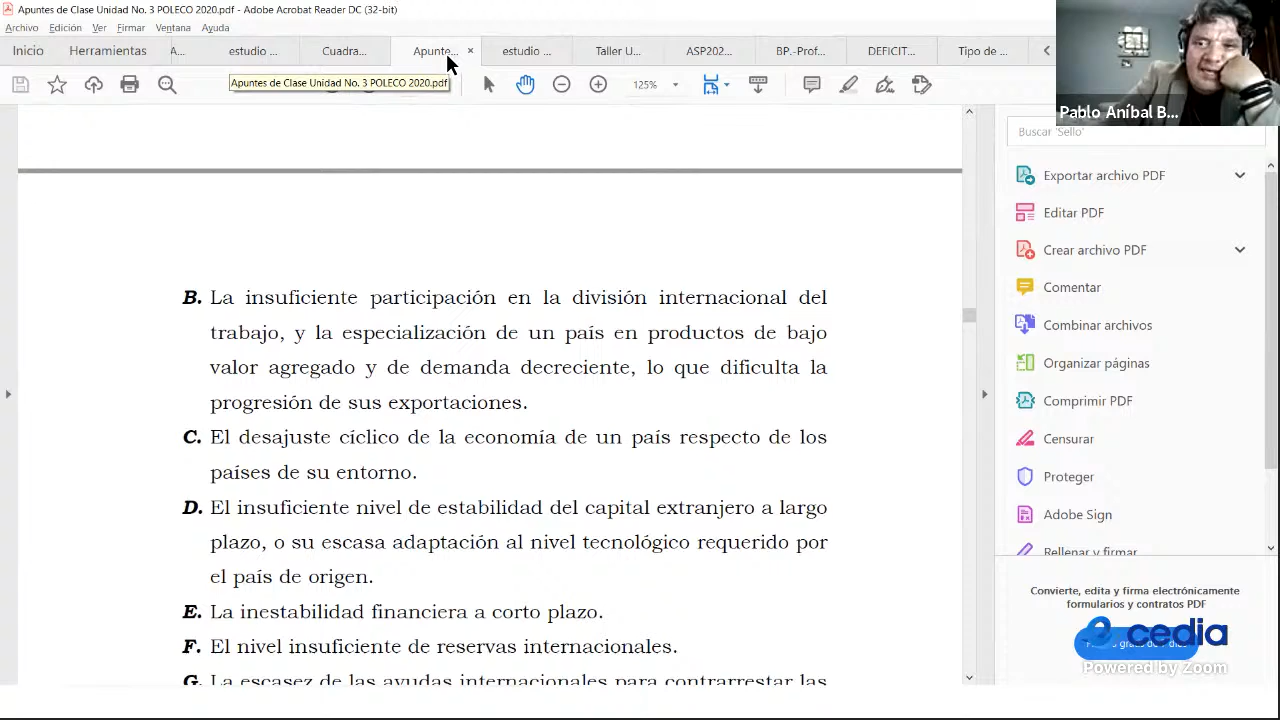 Apuntes de Clase Unidad No. 3 POLECO 2020.pdf - Adobe Acrobat Reader DC (32-bit)
Archivo Edición Ver Firmar Ventana Ayuda
Inicio Herramientas A... estudio ... Cuadra... Apunte... × estudio ... Taller U... ASP202... BP.-Prof... DEFICIT... Tipo de ...
Apuntes de Clase Unidad No. 3 POLECO 2020.pdf
125%
Pablo Aníbal B...
Buscar 'Sello'
Exportar archivo PDF
Editar PDF
Crear archivo PDF
Comentar
Combinar archivos
Organizar páginas
Comprimir PDF
Censurar
Proteger
Adobe Sign
Rellenar y firmar
B. La insuficiente participación en la división internacional del
trabajo, y la especialización de un país en productos de bajo
valor agregado y de demanda decreciente, lo que dificulta la
progresión de sus exportaciones.
C. El desajuste cíclico de la economía de un país respecto de los
países de su entorno.
D. El insuficiente nivel de estabilidad del capital extranjero a largo
plazo, o su escasa adaptación al nivel tecnológico requerido por
el país de origen.
E. La inestabilidad financiera a corto plazo.
F. El nivel insuficiente de reservas internacionales.
G. La escasez de las ayudas internacionales para contrarrestar las
Convierte, edita y firma electrónicamente
formularios y contratos PDF
cedia
Powered by Zoom